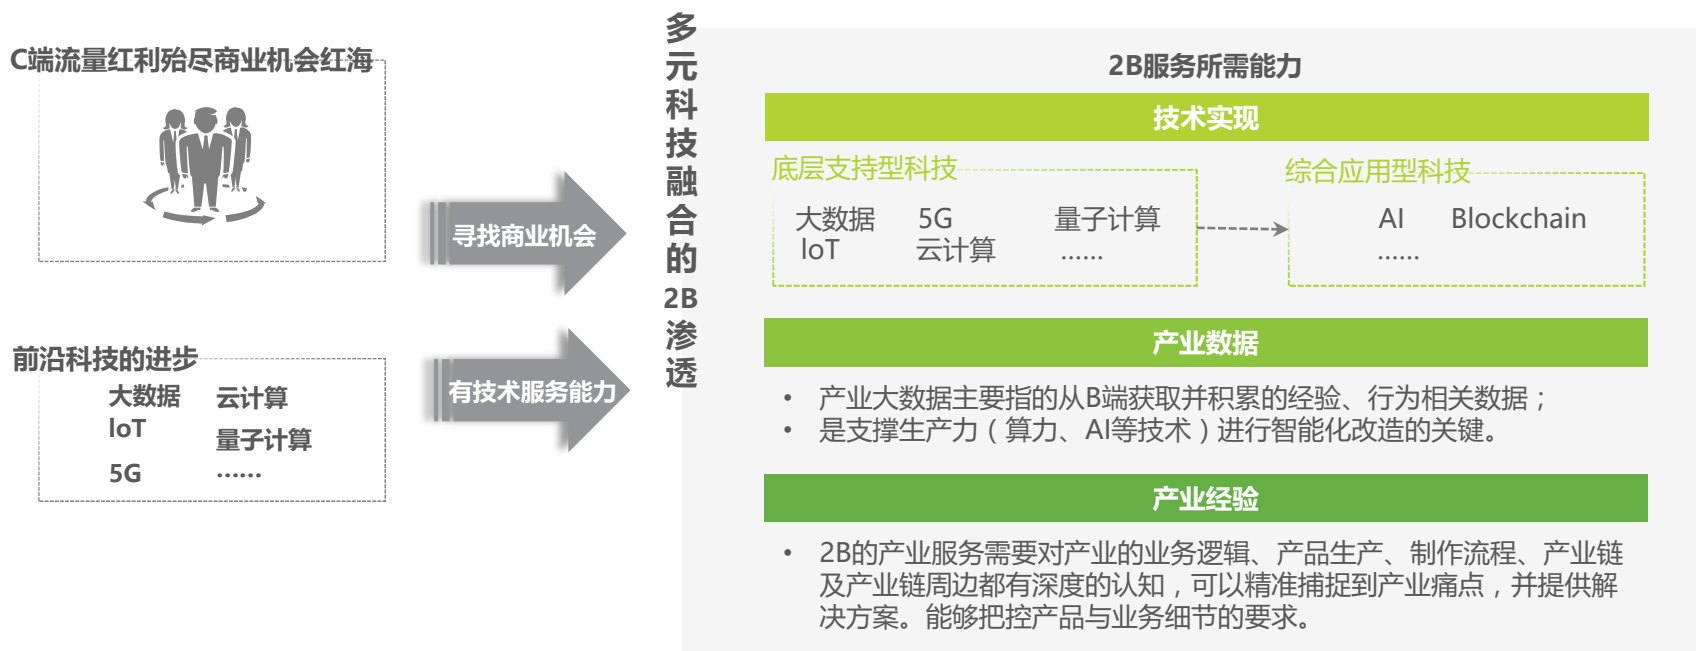 C端流量红利殆尽商业机会红海
寻找商业机会
前沿科技的进步
大数据 云计算
IoT 量子计算
5G ……
有技术服务能力
多元科技融合的2B渗透
2B服务所需能力
技术实现
底层支持型科技
大数据 5G 量子计算
IoT 云计算 ……
综合应用型科技
AI Blockchain
……
产业数据
• 产业大数据主要指的从B端获取并积累的经验、行为相关数据；
• 是支撑生产力（算力、AI等技术）进行智能化改造的关键。
产业经验
• 2B的产业服务需要对产业的业务逻辑、产品生产、制作流程、产业链
及产业链周边都有深度的认知，可以精准捕捉到产业痛点，并提供解
决方案。能够把控产品与业务细节的要求。